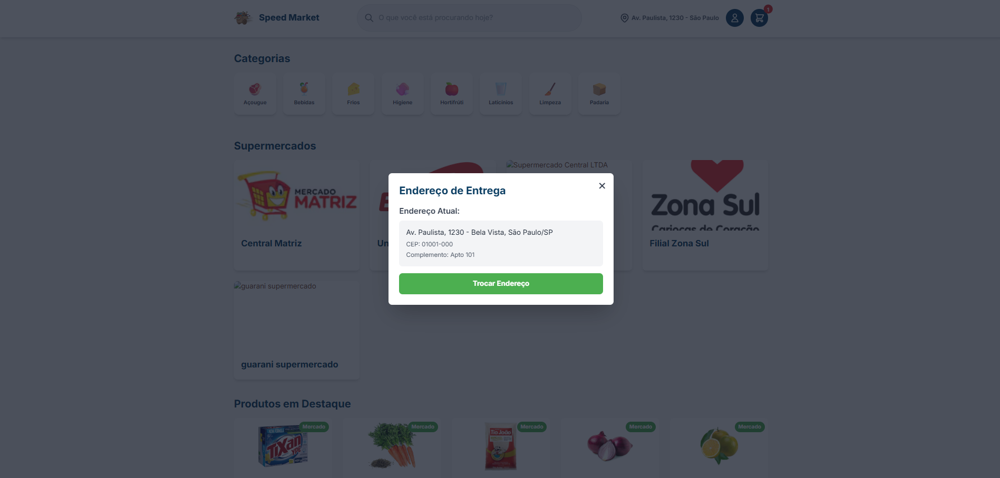 Speed Market
O que você está procurando hoje?
Av. Paulista, 1230 - São Paulo
1
Categorias
Açougue
Bebidas
Frios
Higiene
Hortifrúti
Laticínios
Limpeza
Padaria
Supermercados
MERCADO
MATRIZ
Central Matriz
E
Un
Supermercado Central LTDA
Zona Sul
Cariocas de Coração
Filial Zona Sul
Endereço de Entrega
Endereço Atual:
Av. Paulista, 1230 - Bela Vista, São Paulo/SP
CEP: 01001-000
Complemento: Apto 101
Trocar Endereço
guarani supermercado
guarani supermercado
Produtos em Destaque
Mercado
Mercado
Mercado
Mercado
Mercado
TIXAN
YPÊ
Tio João